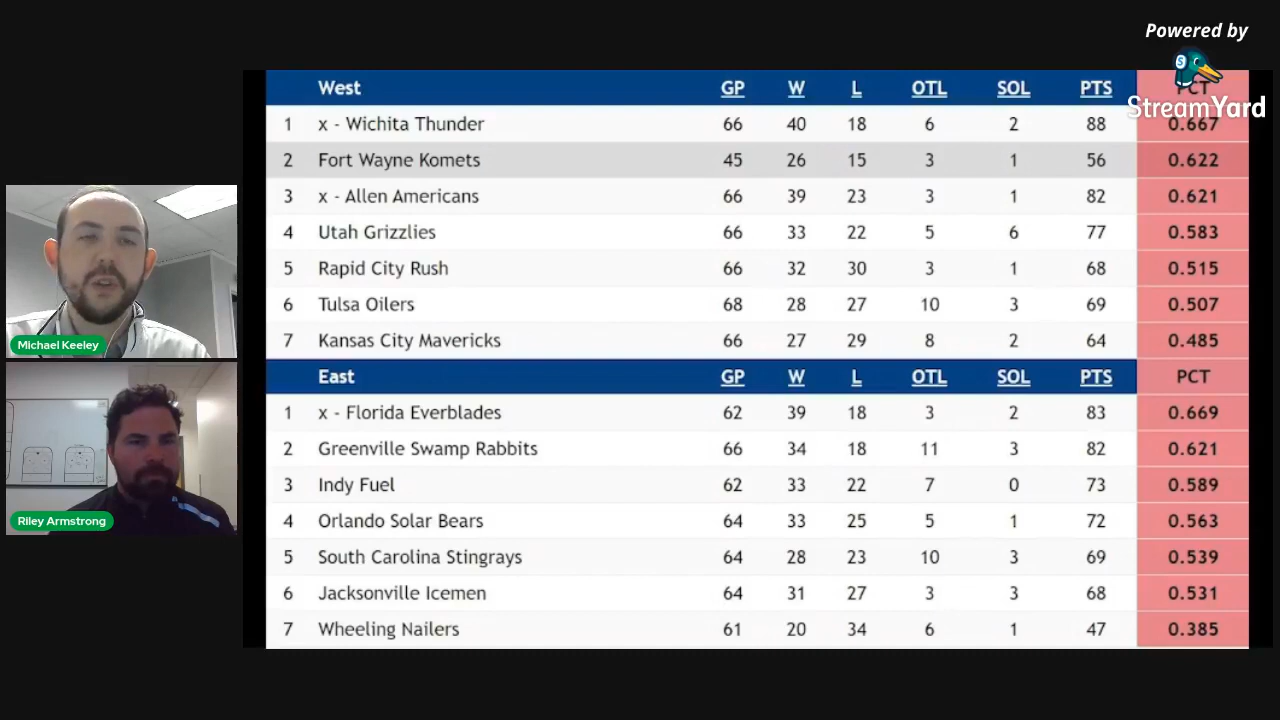 Powered by
StreamYard
West GP W L OTL SOL PTS PCT
1 x - Wichita Thunder 66 40 18 6 2 88 0.667
2 Fort Wayne Komets 45 26 15 3 1 56 0.622
3 x - Allen Americans 66 39 23 3 1 82 0.621
4 Utah Grizzlies 66 33 22 5 6 77 0.583
5 Rapid City Rush 66 32 30 3 1 68 0.515
6 Tulsa Oilers 68 28 27 10 3 69 0.507
7 Kansas City Mavericks 66 27 29 8 2 64 0.485
East GP W L OTL SOL PTS PCT
1 x - Florida Everblades 62 39 18 3 2 83 0.669
2 Greenville Swamp Rabbits 66 34 18 11 3 82 0.621
3 Indy Fuel 62 33 22 7 0 73 0.589
4 Orlando Solar Bears 64 33 25 5 1 72 0.563
5 South Carolina Stingrays 64 28 23 10 3 69 0.539
6 Jacksonville Icemen 64 31 27 3 3 68 0.531
7 Wheeling Nailers 61 20 34 6 1 47 0.385
Michael Keeley
Riley Armstrong